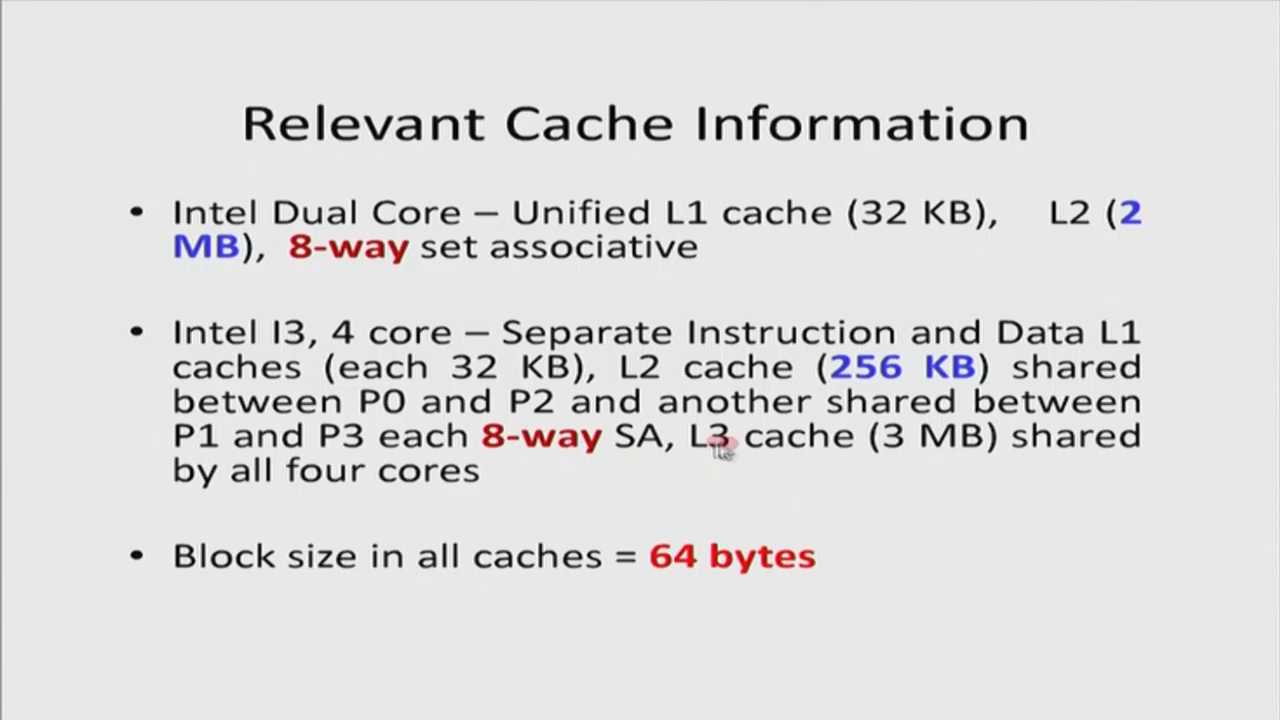 Relevant Cache Information
• Intel Dual Core – Unified L1 cache (32 KB), L2 (2
MB), 8-way set associative
• Intel I3, 4 core – Separate Instruction and Data L1
caches (each 32 KB), L2 cache (256 KB) shared
between P0 and P2 and another shared between
P1 and P3 each 8-way SA, L3 cache (3 MB) shared
by all four cores
• Block size in all caches = 64 bytes